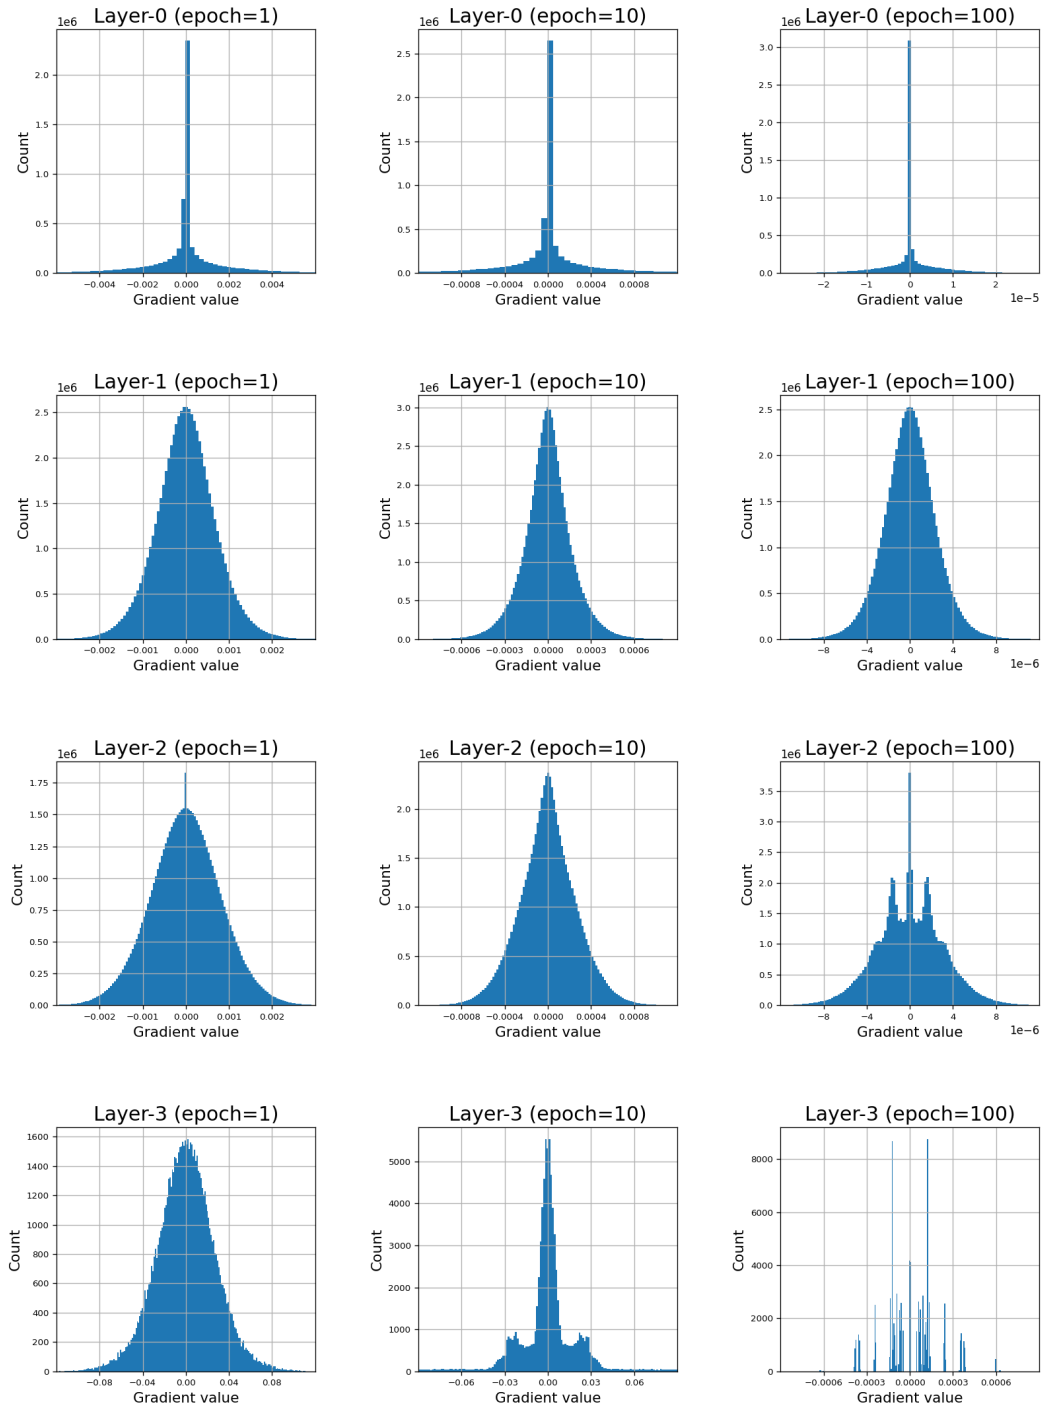 Layer-0 (epoch=1)
1e6
2.0
1.5
1.0
0.5
0.0
Count
−0.004 −0.002 0.000 0.002 0.004
Gradient value
Layer-0 (epoch=10)
1e6
2.5
2.0
1.5
1.0
0.5
0.0
Count
−0.0008 −0.0004 0.0000 0.0004 0.0008
Gradient value
Layer-0 (epoch=100)
1e6
3.0
2.5
2.0
1.5
1.0
0.5
0.0
Count
−2 −1 0 1 2
1e−5
Gradient value
Layer-1 (epoch=1)
1e6
2.5
2.0
1.5
1.0
0.5
0.0
Count
−0.002 −0.001 0.000 0.001 0.002
Gradient value
Layer-1 (epoch=10)
1e6
3.0
2.5
2.0
1.5
1.0
0.5
0.0
Count
−0.0006 −0.0003 0.0000 0.0003 0.0006
Gradient value
Layer-1 (epoch=100)
1e6
2.5
2.0
1.5
1.0
0.5
0.0
Count
−8 −4 0 4 8
1e−6
Gradient value
Layer-2 (epoch=1)
1e6
1.75
1.50
1.25
1.00
0.75
0.50
0.25
0.00
Count
−0.002 −0.001 0.000 0.001 0.002
Gradient value
Layer-2 (epoch=10)
1e6
2.0
1.5
1.0
0.5
0.0
Count
−0.0008 −0.0004 0.0000 0.0004 0.0008
Gradient value
Layer-2 (epoch=100)
1e6
3.5
3.0
2.5
2.0
1.5
1.0
0.5
0.0
Count
−8 −4 0 4 8
1e−6
Gradient value
Layer-3 (epoch=1)
1600
1400
1200
1000
800
600
400
200
0
Count
−0.08 −0.04 0.00 0.04 0.08
Gradient value
Layer-3 (epoch=10)
5000
4000
3000
2000
1000
0
Count
−0.06 −0.03 0.00 0.03 0.06
Gradient value
Layer-3 (epoch=100)
8000
6000
4000
2000
0
Count
−0.0006 −0.0003 0.0000 0.0003 0.0006
Gradient value